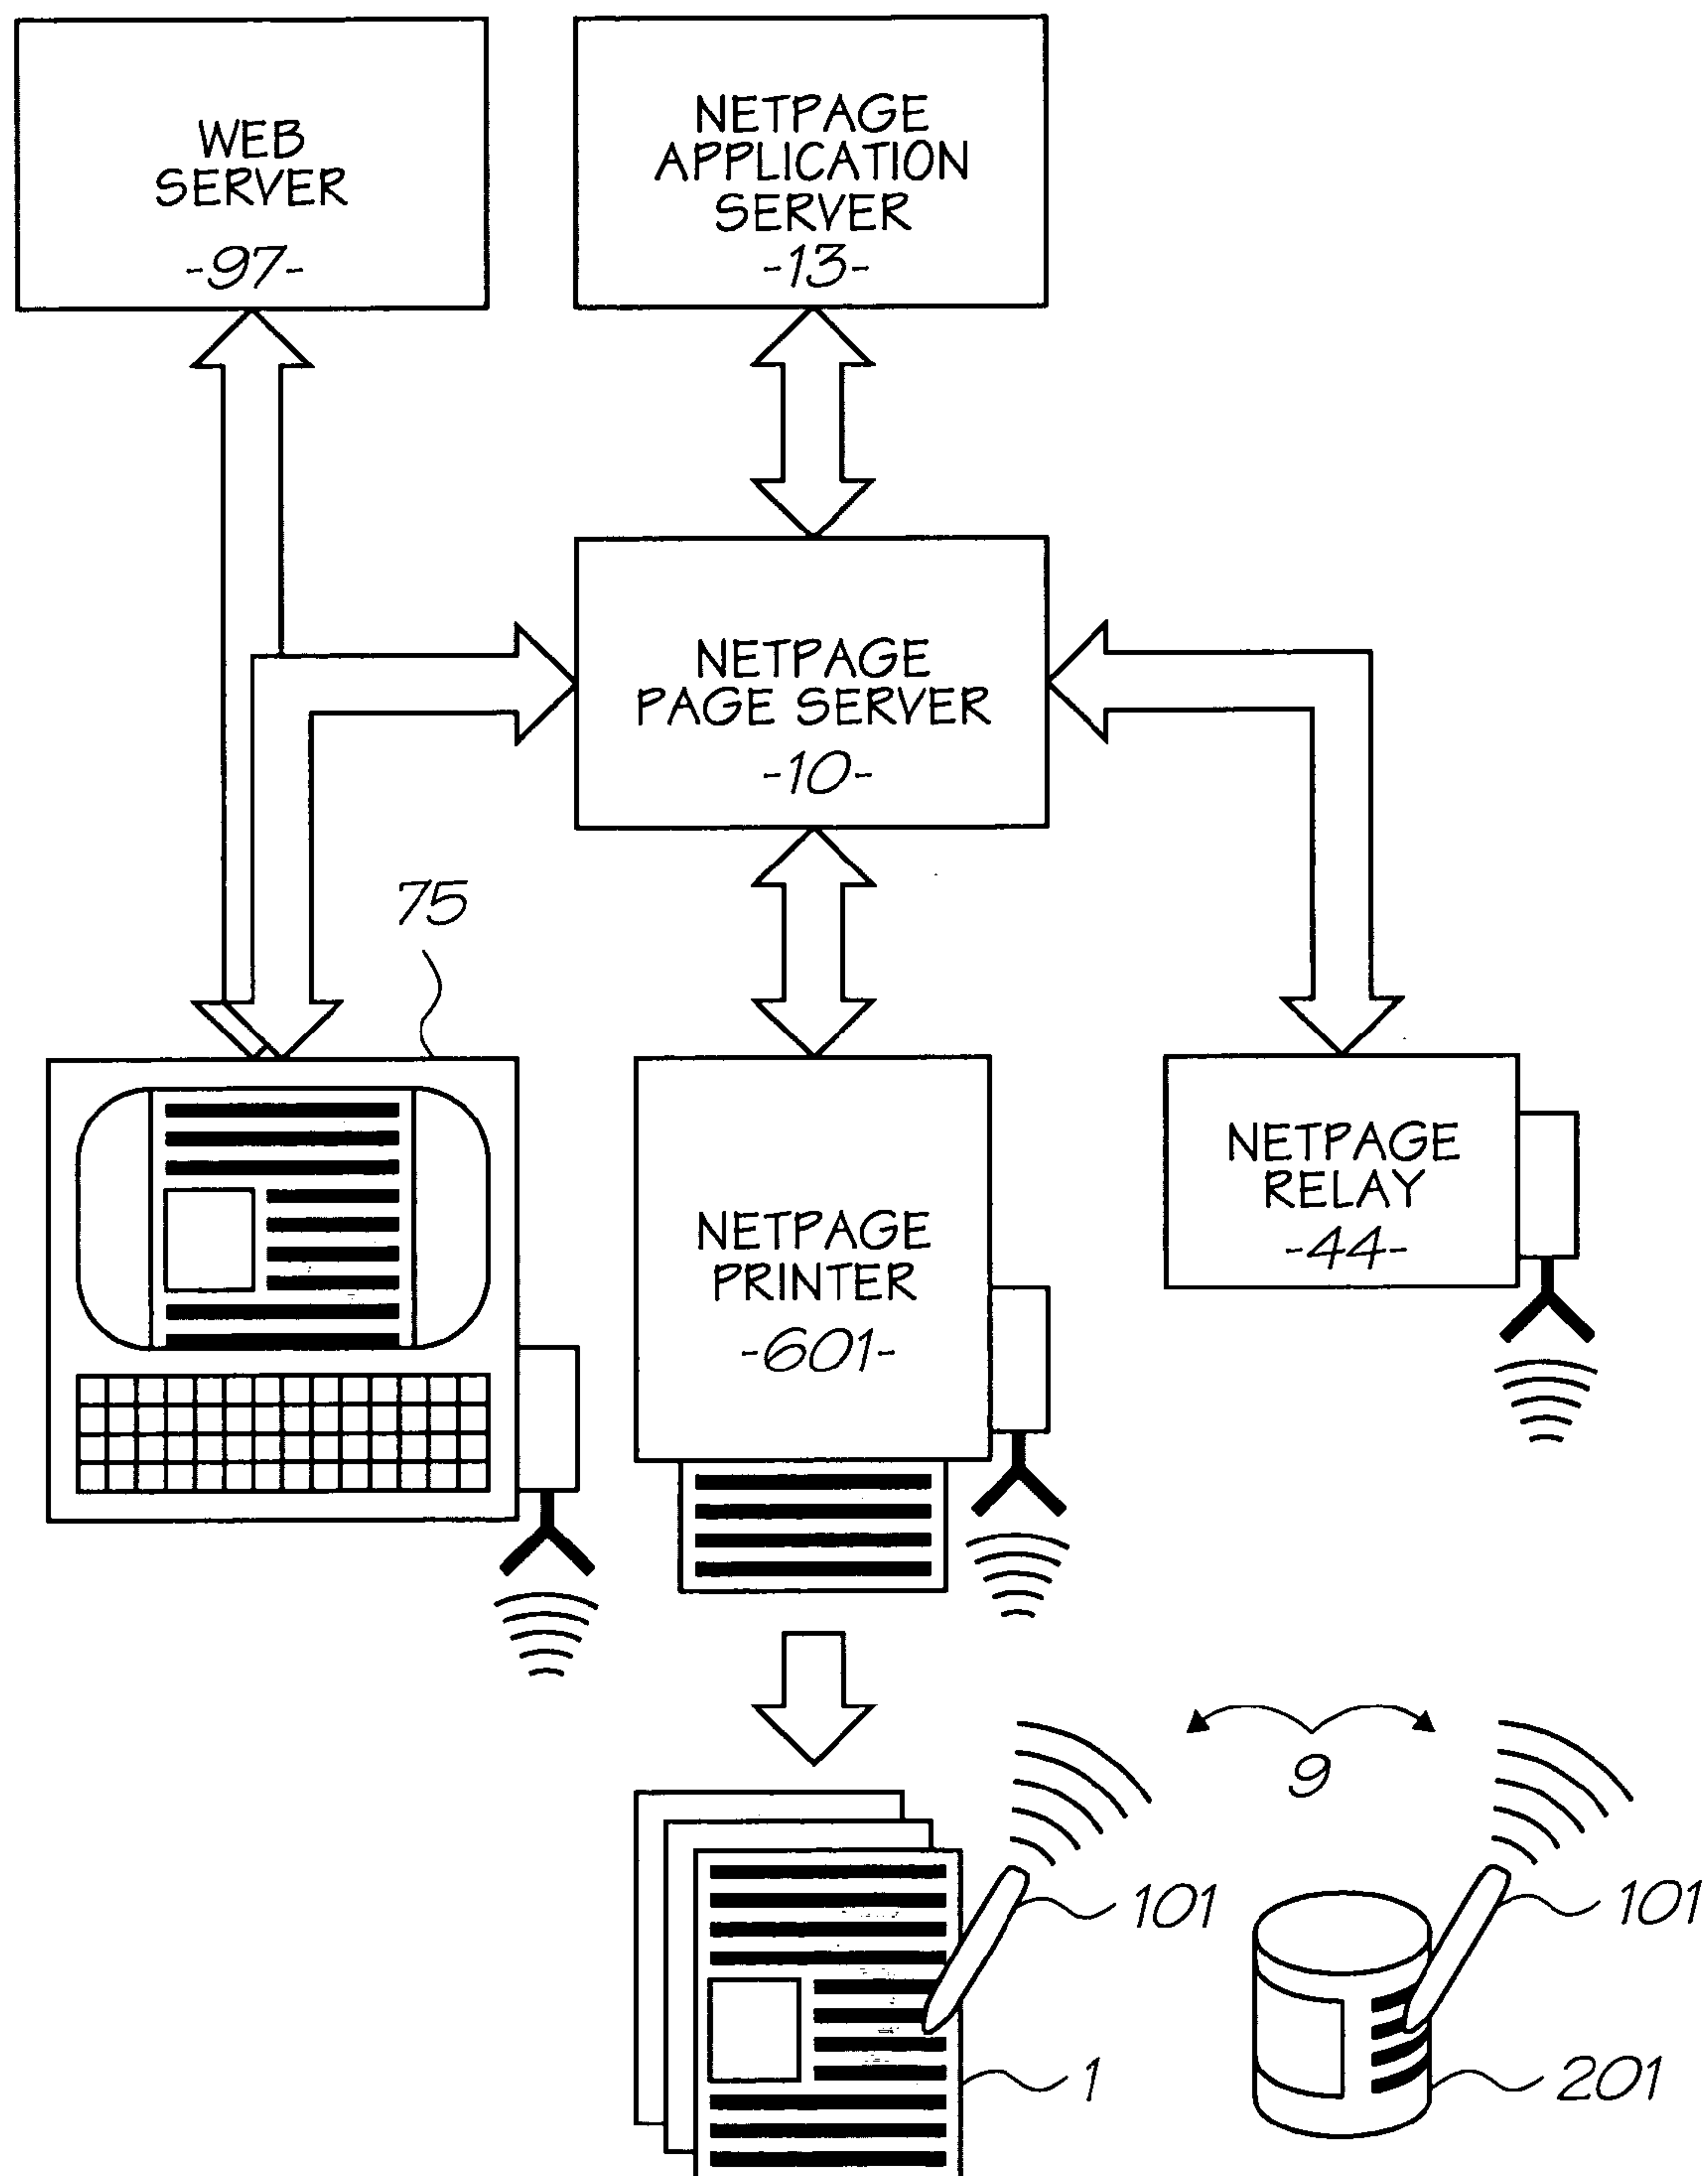 WEB
SERVER
-97-
NETPAGE
APPLICATION
SERVER
-13-
NETPAGE
PAGE SERVER
-10-
75
NETPAGE
RELAY
-44-
NETPAGE
PRINTER
-601-
9
101
101
1
201